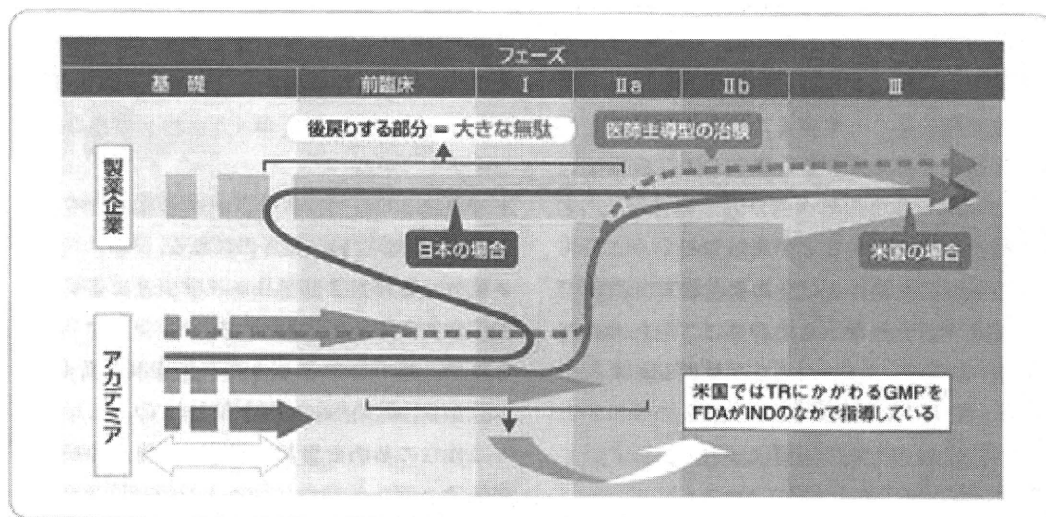 フェーズ
基 礎 前臨床 Ⅰ Ⅱa Ⅱb Ⅲ
後戻りする部分 = 大きな無駄
医師主導型の治験
製薬企業
日本の場合
米国の場合
アカデミア
米国ではTRにかかわるGMPを
FDAがINDのなかで指導している